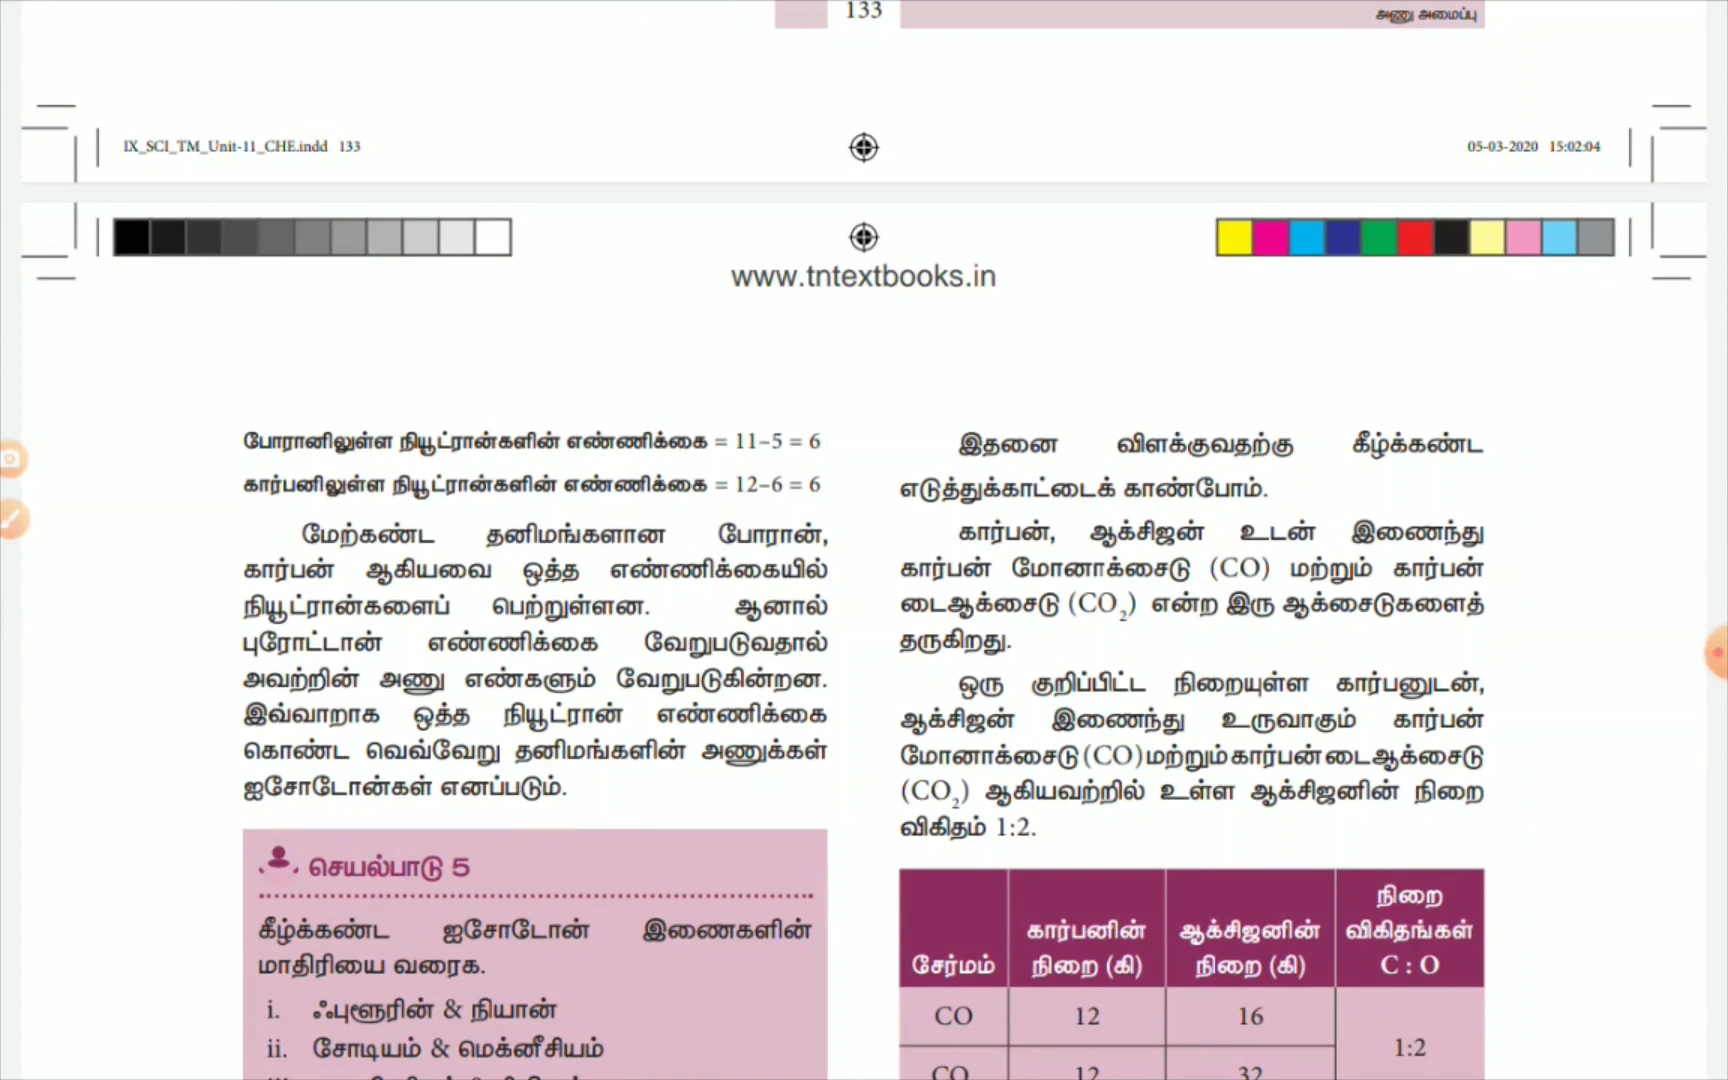 133
அணு அமைப்பு
IX_SCI_TM_Unit-11_CHE.indd 133
05-03-2020 15:02:04
www.tntextbooks.in
போரானிலுள்ள நியூட்ரான்களின் எண்ணிக்கை = 11–5 = 6
கார்பனிலுள்ள நியூட்ரான்களின் எண்ணிக்கை = 12–6 = 6
மேற்கண்ட தனிமங்களான போரான்,
கார்பன் ஆகியவை ஒத்த எண்ணிக்கையில்
நியூட்ரான்களைப் பெற்றுள்ளன. ஆனால்
புரோட்டான் எண்ணிக்கை வேறுபடுவதால்
அவற்றின் அணு எண்களும் வேறுபடுகின்றன.
இவ்வாறாக ஒத்த நியூட்ரான் எண்ணிக்கை
கொண்ட வெவ்வேறு தனிமங்களின் அணுக்கள்
ஐசோடோன்கள் எனப்படும்.
செயல்பாடு 5
கீழ்க்கண்ட ஐசோடோன் இணைகளின்
மாதிரியை வரைக.
i. ஃபுளூரின் & நியான்
ii. சோடியம் & மெக்னீசியம்
இதனை விளக்குவதற்கு கீழ்க்கண்ட
எடுத்துக்காட்டைக் காண்போம்.
கார்பன், ஆக்சிஜன் உடன் இணைந்து
கார்பன் மோனாக்சைடு (CO) மற்றும் கார்பன்
டைஆக்சைடு (CO₂) என்ற இரு ஆக்சைடுகளைத்
தருகிறது.
ஒரு குறிப்பிட்ட நிறையுள்ள கார்பனுடன்,
ஆக்சிஜன் இணைந்து உருவாகும் கார்பன்
மோனாக்சைடு (CO) மற்றும் கார்பன் டைஆக்சைடு
(CO₂) ஆகியவற்றில் உள்ள ஆக்சிஜனின் நிறை
விகிதம் 1:2.
சேர்மம் கார்பனின் நிறை (கி) ஆக்சிஜனின் நிறை (கி) நிறை விகிதங்கள் C : O
CO 12 16
1:2
CO 12 32